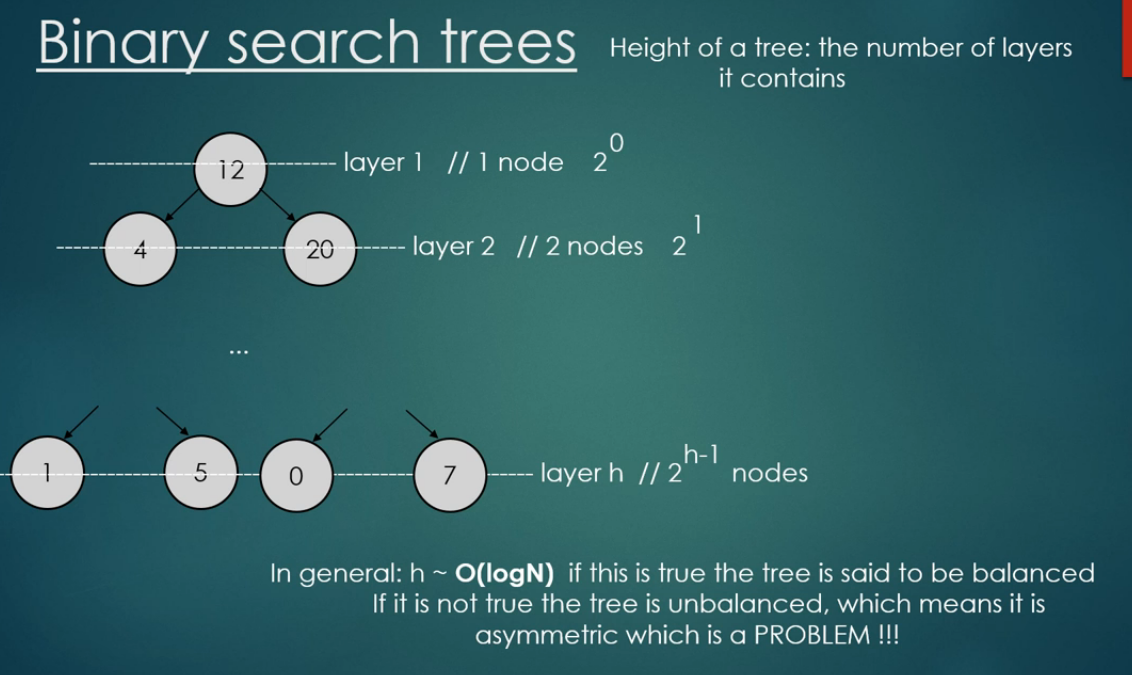 Binary search trees
Height of a tree: the number of layers
it contains
12
layer 1 // 1 node 2^0
4
20
layer 2 // 2 nodes 2^1
...
1
5
0
7
layer h // 2^h-1 nodes
In general: h ~ O(logN) if this is true the tree is said to be balanced
If it is not true the tree is unbalanced, which means it is
asymmetric which is a PROBLEM !!!